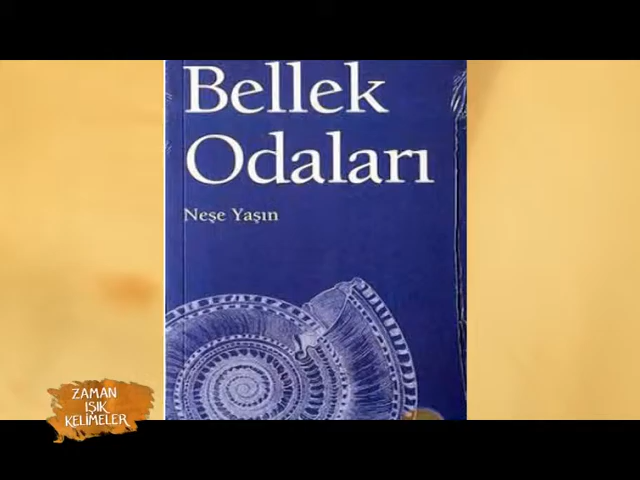 Bellek
Odaları
Neşe Yaşın
ZAMAN
IŞIK
KELİMELER